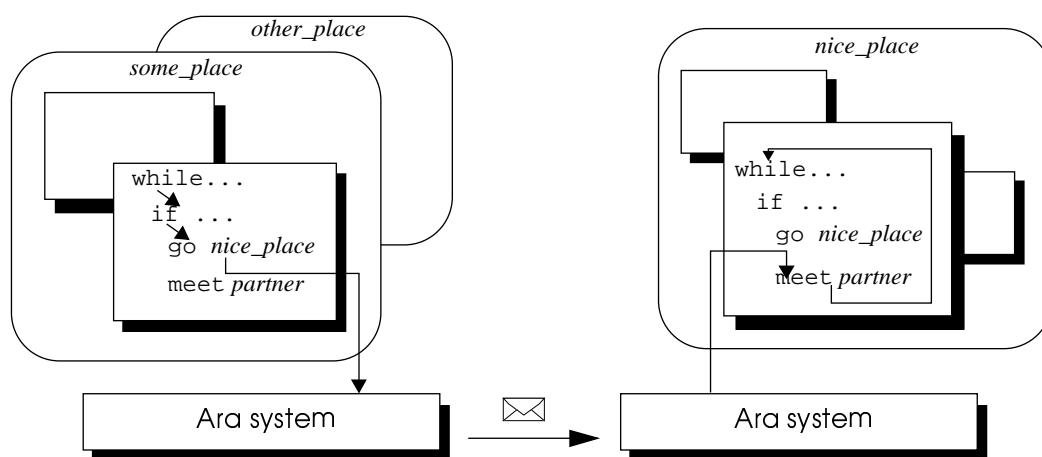 other_place
some_place
while...
if ...
go nice_place
meet partner
Ara system
nice_place
while...
if ...
go nice_place
meet partner
Ara system